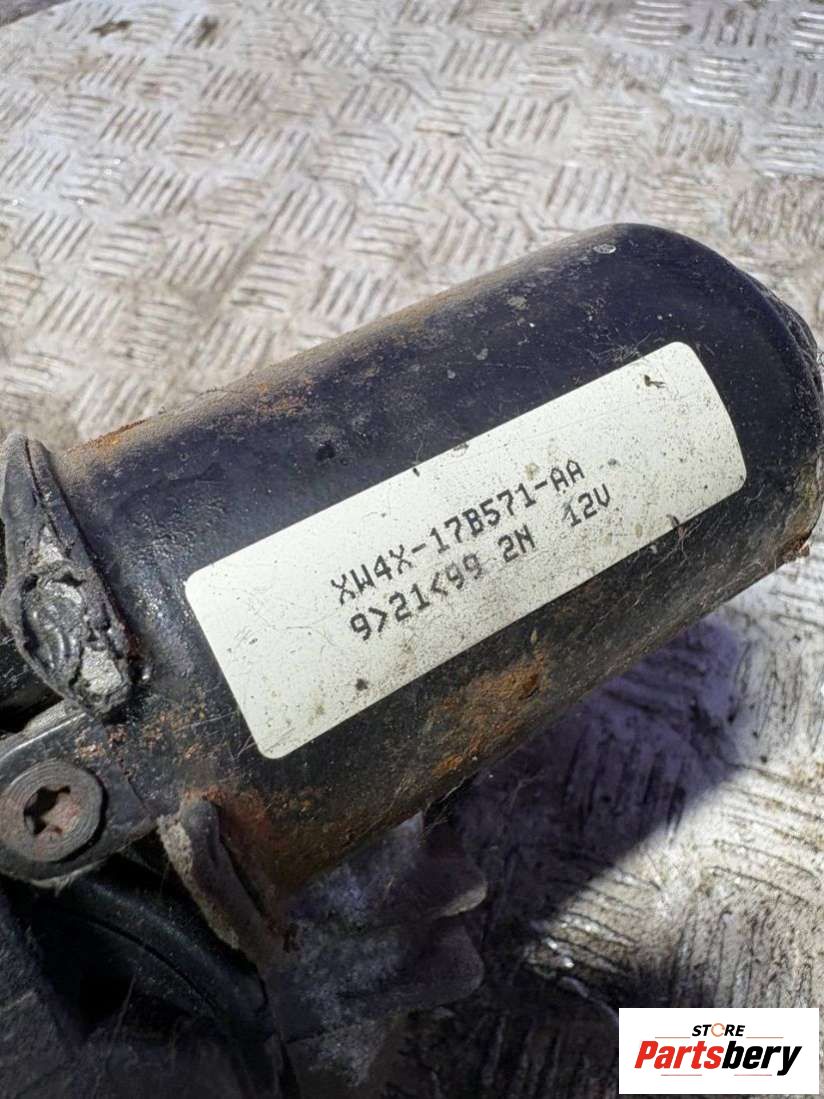 XW4X-17B571-AA
9>21<99 2N 12V
STORE
Partsbery